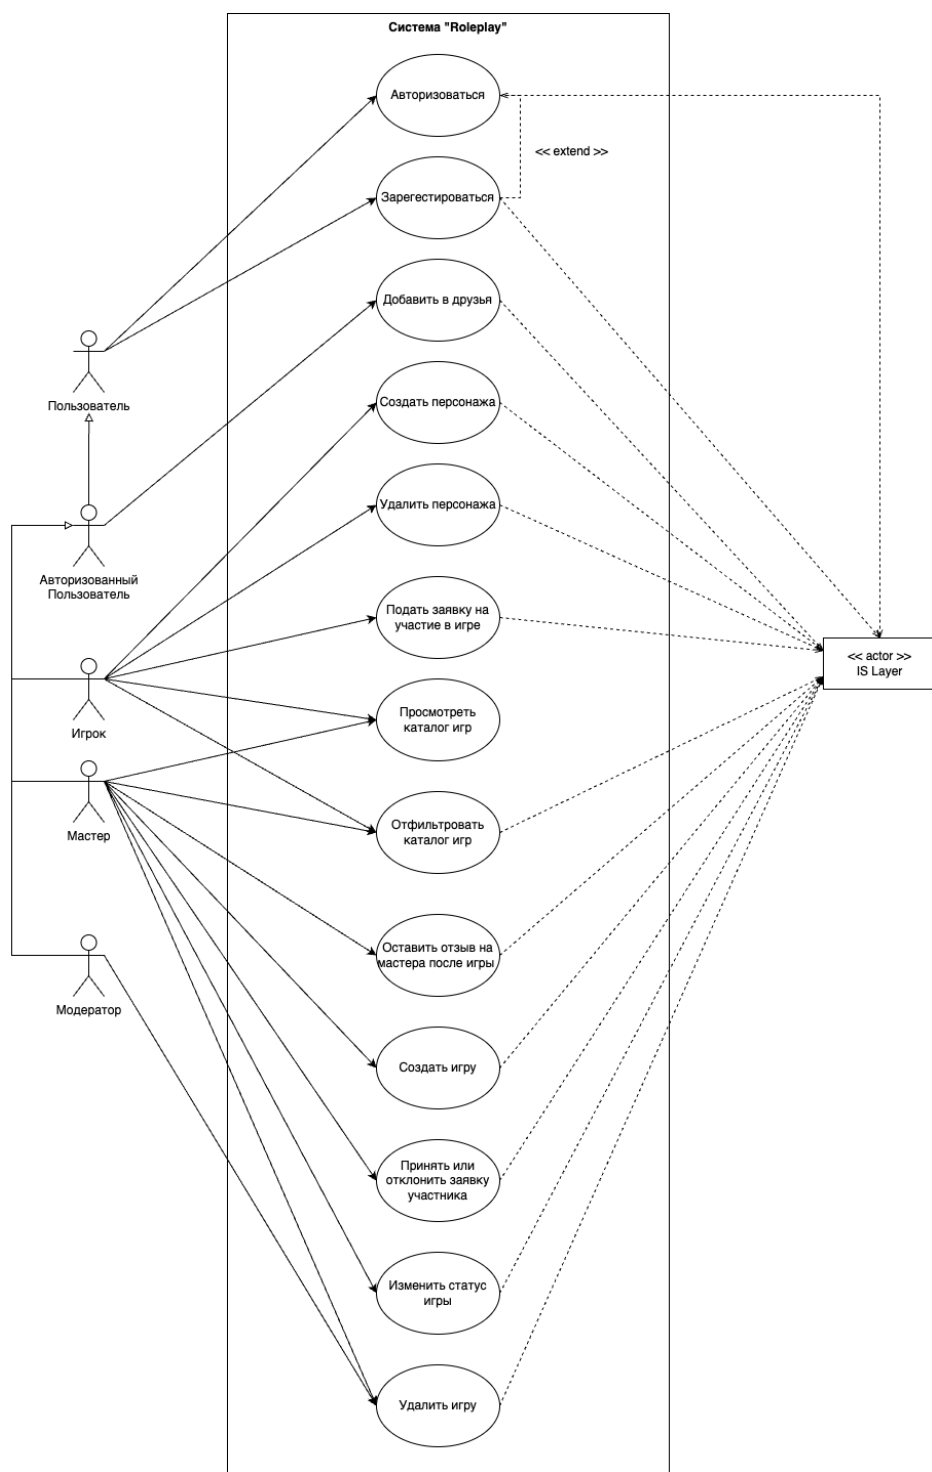 Система "Roleplay"
Авторизоваться
<< extend >>
Зарегестироваться
Добавить в друзья
Пользователь
Создать персонажа
Удалить персонажа
Авторизованный
Пользователь
Подать заявку на
участие в игре
<< actor >>
IS Layer
Игрок
Просмотреть
каталог игр
Мастер
Отфильтровать
каталог игр
Оставить отзыв на
мастера после игры
Модератор
Создать игру
Принять или
отклонить заявку
участника
Изменить статус
игры
Удалить игру